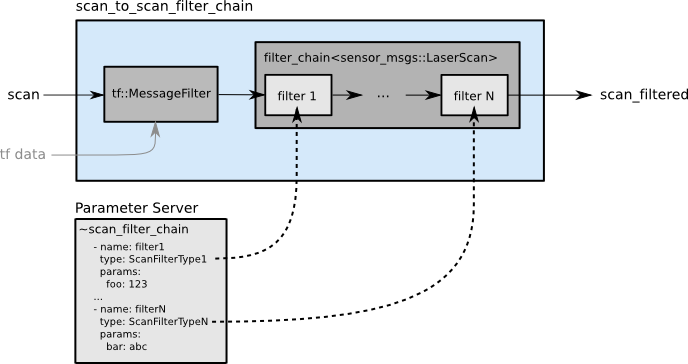 scan_to_scan_filter_chain
filter_chain<sensor_msgs::LaserScan>
scan
tf::MessageFilter
filter 1
...
filter N
scan_filtered
tf data
Parameter Server
~scan_filter_chain
- name: filter1
type: ScanFilterType1
params:
foo: 123
...
- name: filterN
type: ScanFilterTypeN
params:
bar: abc